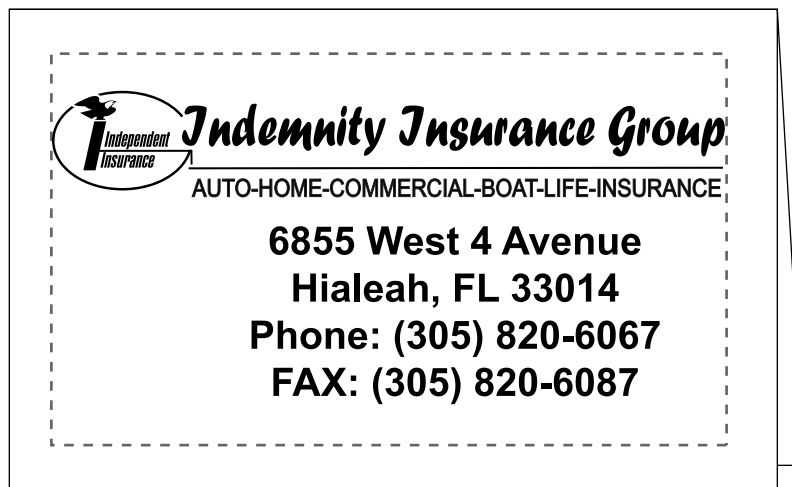 Independent
Insurance
Indemnity Insurance Group
AUTO-HOME-COMMERCIAL-BOAT-LIFE-INSURANCE
6855 West 4 Avenue
Hialeah, FL 33014
Phone: (305) 820-6067
FAX: (305) 820-6087